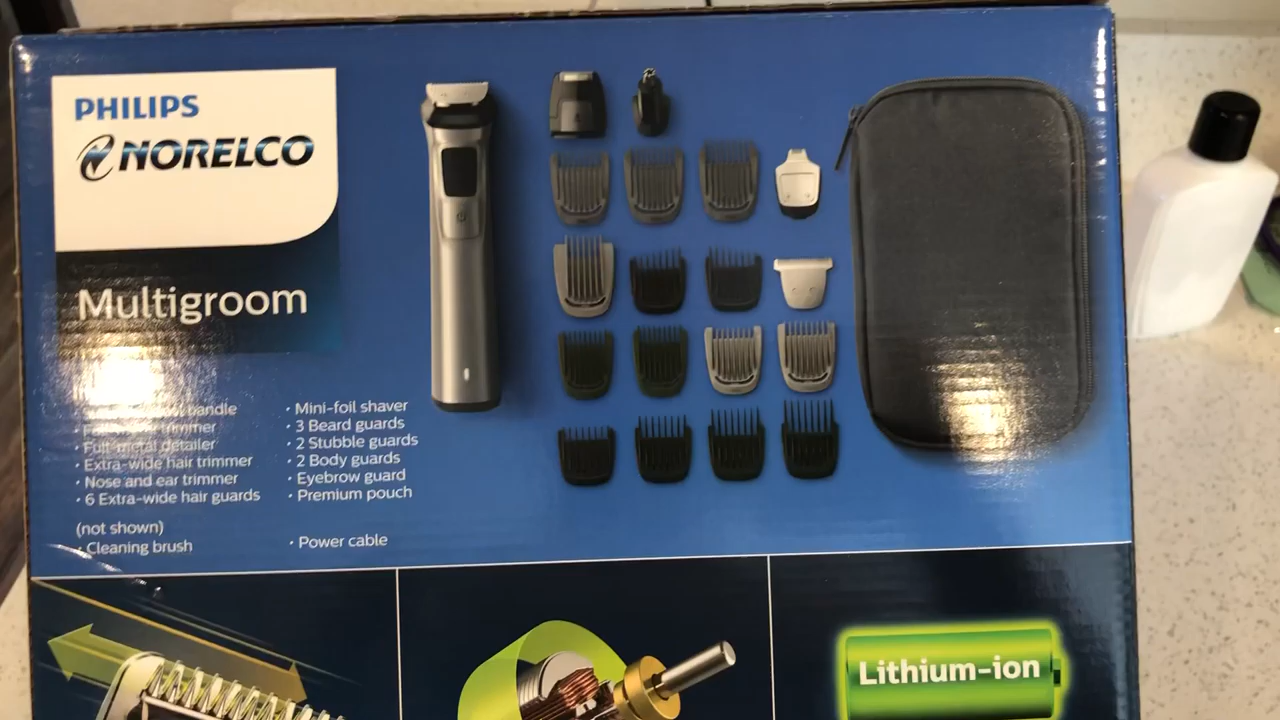 PHILIPS
NORELCO
Multigroom
handle
trimmer
Full-metal detailer
· Extra-wide hair trimmer
· Nose and ear trimmer
· 6 Extra-wide hair guards
(not shown)
· Cleaning brush
· Mini-foil shaver
· 3 Beard guards
· 2 Stubble guards
· 2 Body guards
· Eyebrow guard
· Premium pouch
· Power cable
Lithium-ion